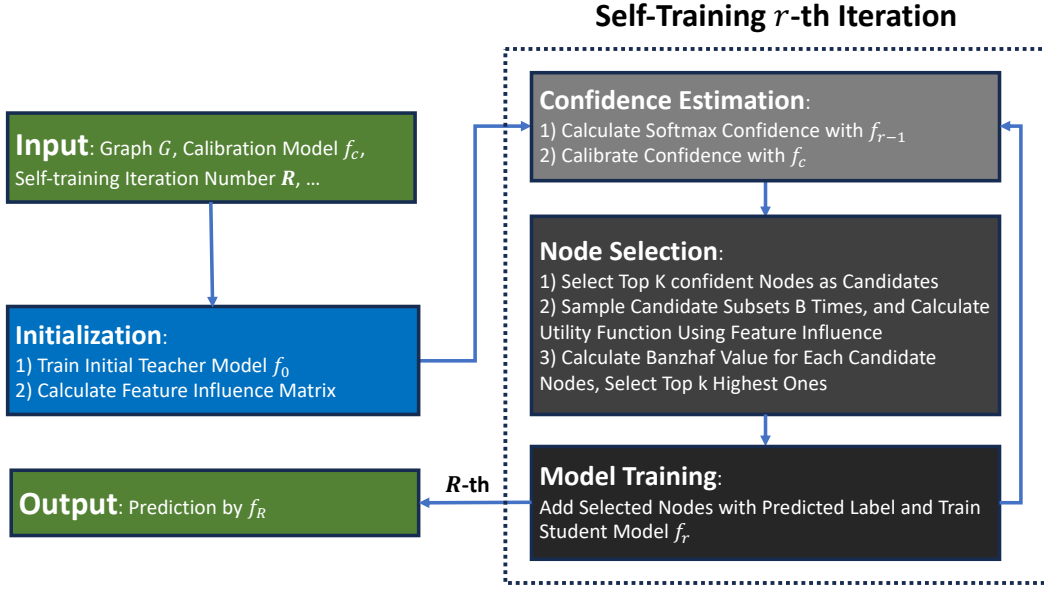 Self-Training r-th Iteration
Input: Graph G, Calibration Model f_c,
Self-training Iteration Number R, ...
Initialization:
1) Train Initial Teacher Model f_0
2) Calculate Feature Influence Matrix
Confidence Estimation:
1) Calculate Softmax Confidence with f_{r−1}
2) Calibrate Confidence with f_c
Node Selection:
1) Select Top K confident Nodes as Candidates
2) Sample Candidate Subsets B Times, and Calculate
Utility Function Using Feature Influence
3) Calculate Banzhaf Value for Each Candidate
Nodes, Select Top k Highest Ones
Model Training:
Add Selected Nodes with Predicted Label and Train
Student Model f_r
R-th
Output: Prediction by f_R